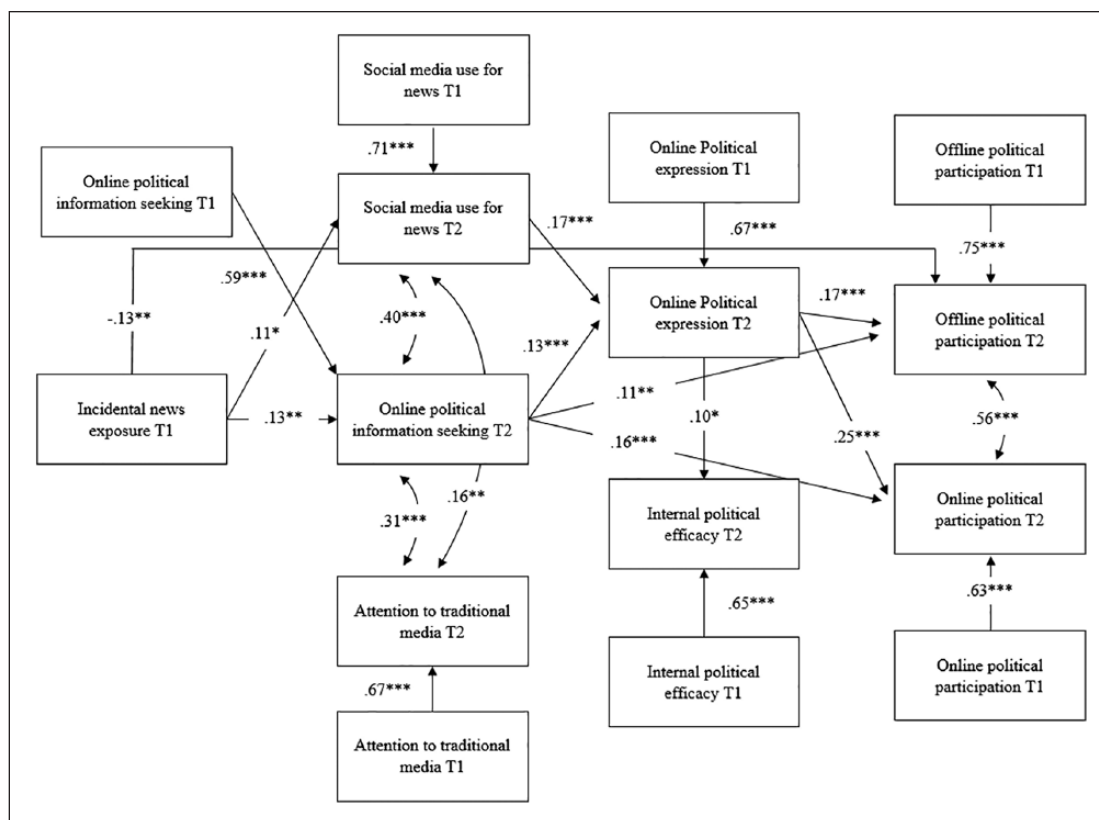 Social media use for
news T1
.71***
Online political
information seeking T1
Social media use for
news T2
Online Political
expression T1
Offline political
participation T1
.17***
.67***
.75***
.59***
-.13**
.11*
.40***
Online Political
expression T2
.17***
Offline political
participation T2
.13***
Incidental news
exposure T1
.13**
Online political
information seeking T2
.11**
.10*
.16***
.25***
.56***
.31***
.16**
Internal political
efficacy T2
Online political
participation T2
Attention to traditional
media T2
.65***
.63***
.67***
Internal political
efficacy T1
Online political
participation T1
Attention to traditional
media T1